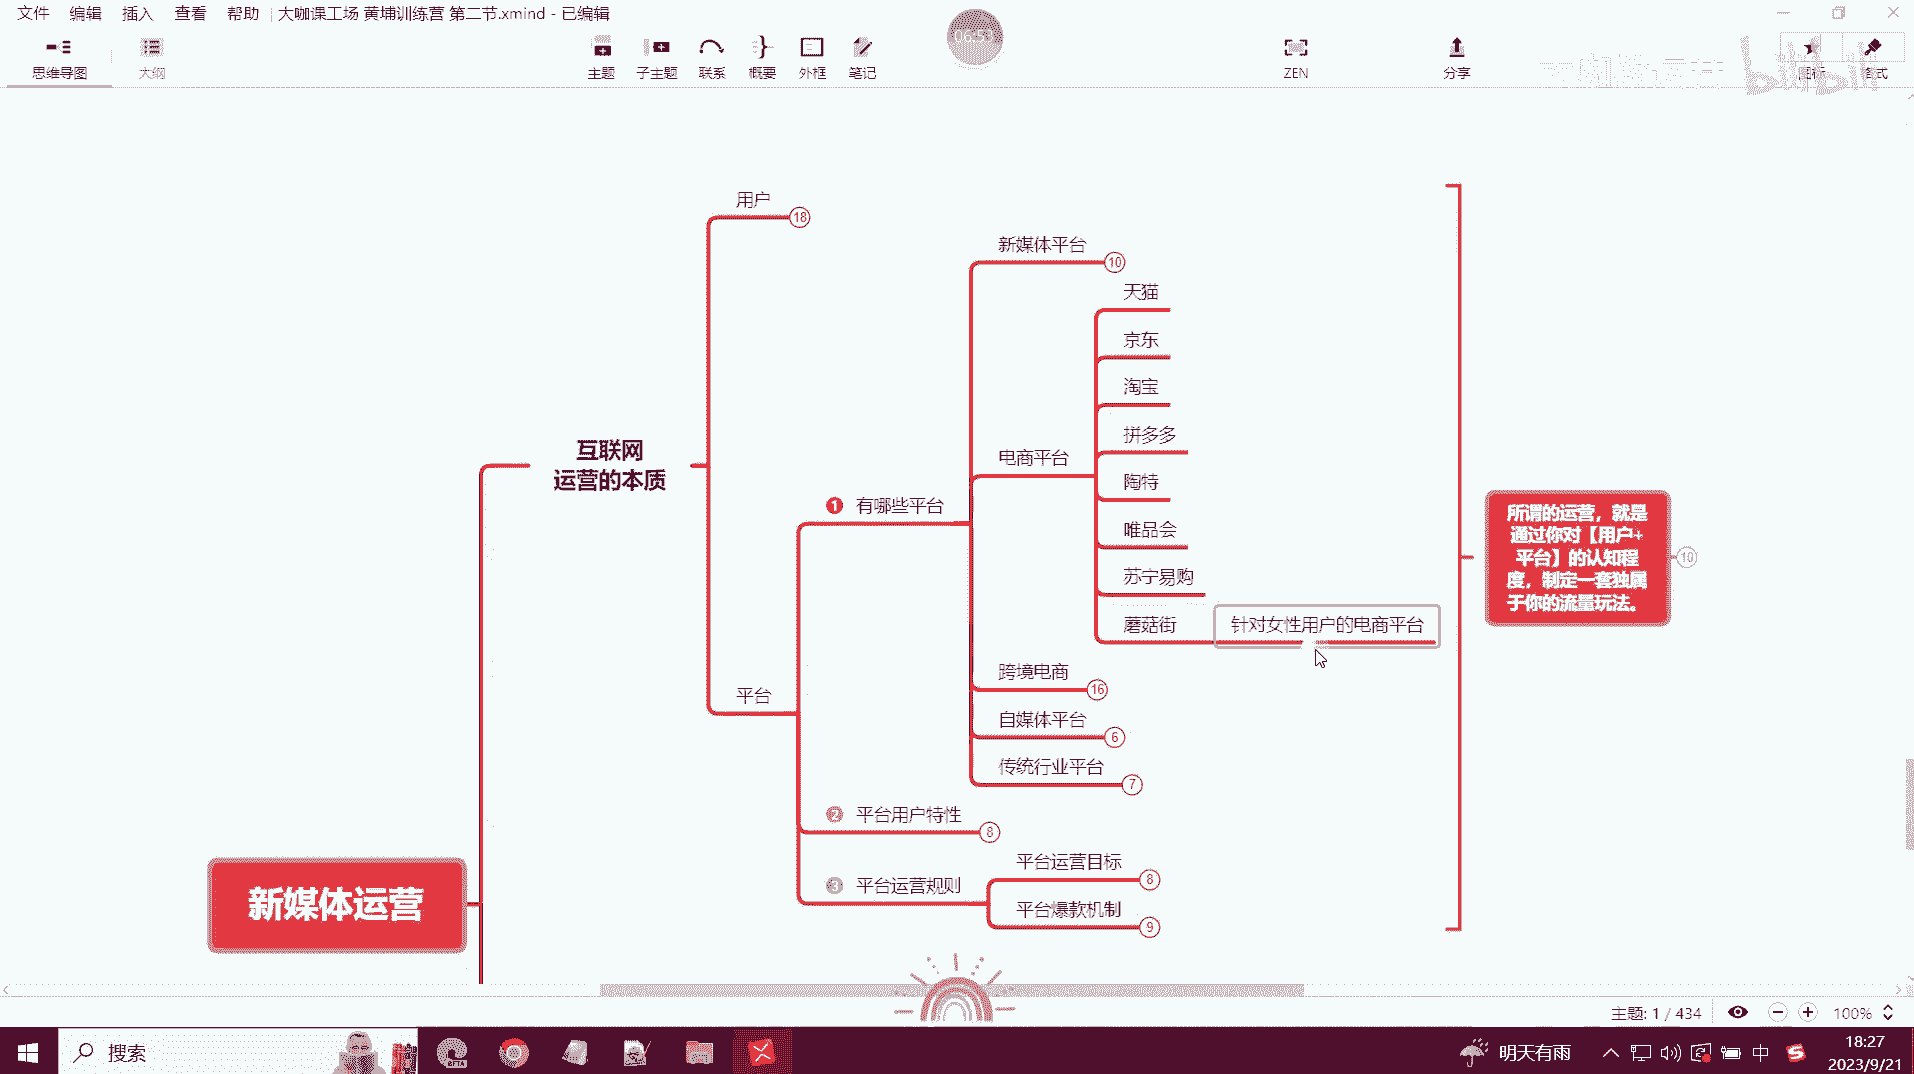 文件 编辑 插入 查看 帮助 大咖课工场 黄埔训练营 第二节.xmind - 已编辑
思维导图 大纲 主题 子主题 联系 概要 外框 笔记 ZEN 分享 图标 格式
06:53
bilibili
用户 18
新媒体平台 10
天猫
京东
淘宝
拼多多
电商平台
陶特
唯品会
苏宁易购
蘑菇街 针对女性用户的电商平台
互联网
运营的本质
1 有哪些平台
跨境电商 16
平台
自媒体平台 6
传统行业平台 7
2 平台用户特性 8
平台运营目标 8
3 平台运营规则
平台爆款机制 9
新媒体运营
所谓的运营，就是
通过你对【用户+
平台】的认知程
度，制定一套独属
于你的流量玩法。
10
主题: 1 / 434 100%
搜索 BETA 明天有雨 中 18:27
2023/9/21